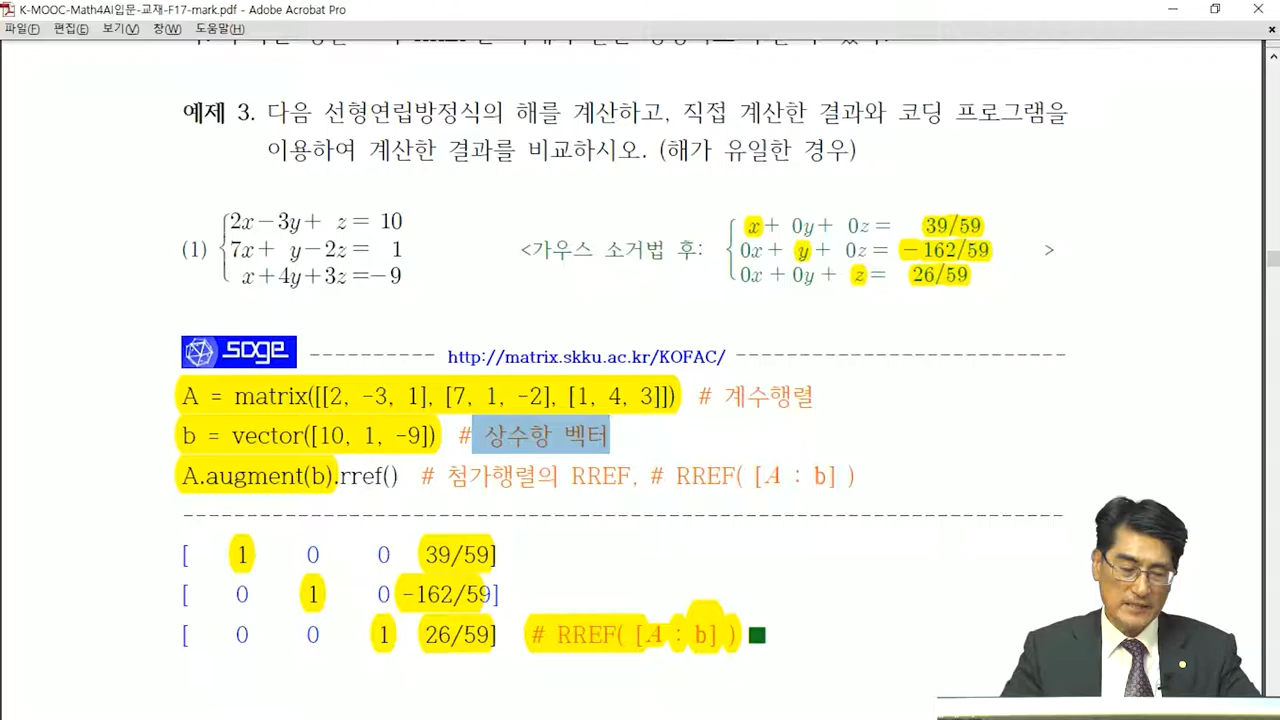 K-MOOC-Math4AI입문-교재-F17-mark.pdf - Adobe Acrobat Pro
파일(F) 편집(E) 보기(V) 창(W) 도움말(H)
예제 3. 다음 선형연립방정식의 해를 계산하고, 직접 계산한 결과와 코딩 프로그램을
이용하여 계산한 결과를 비교하시오. (해가 유일한 경우)
(1)
2x-3y+ z= 10
7x+ y-2z= 1
x+4y+3z=-9
<가우스 소거법 후:
x+ 0y+ 0z= 39/59
0x+ y+ 0z= -162/59
0x+0y+ z= 26/59
>
sage ---------- http://matrix.skku.ac.kr/KOFAC/ --------------------------
A = matrix([[2, -3, 1], [7, 1, -2], [1, 4, 3]]) # 계수행렬
b = vector([10, 1, -9]) # 상수항 벡터
A.augment(b).rref() # 첨가행렬의 RREF, # RREF( [A : b] )
[ 1 0 0 39/59]
[ 0 1 0 -162/59]
[ 0 0 1 26/59] # RREF( [A : b] ) ■